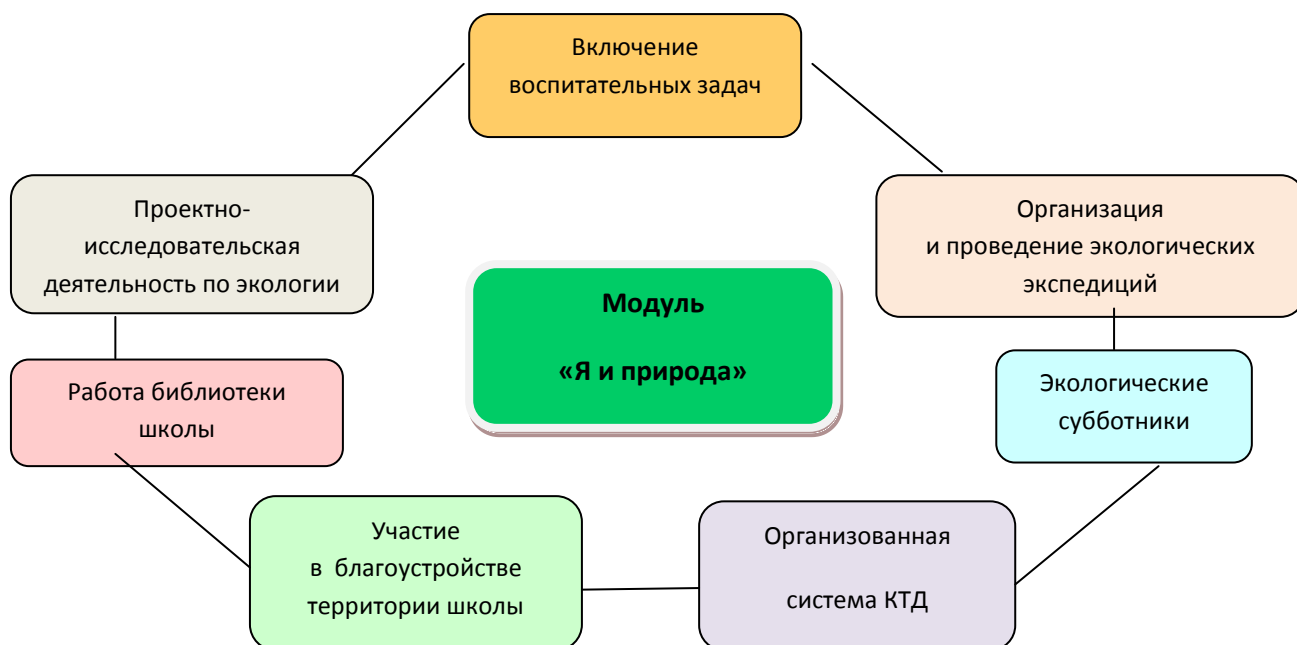 Включение
воспитательных задач
Проектно-
исследовательская
деятельность по экологии
Организация
и проведение экологических
экспедиций
Модуль
«Я и природа»
Работа библиотеки
школы
Экологические
субботники
Участие
в благоустройстве
территории школы
Организованная
система КТД